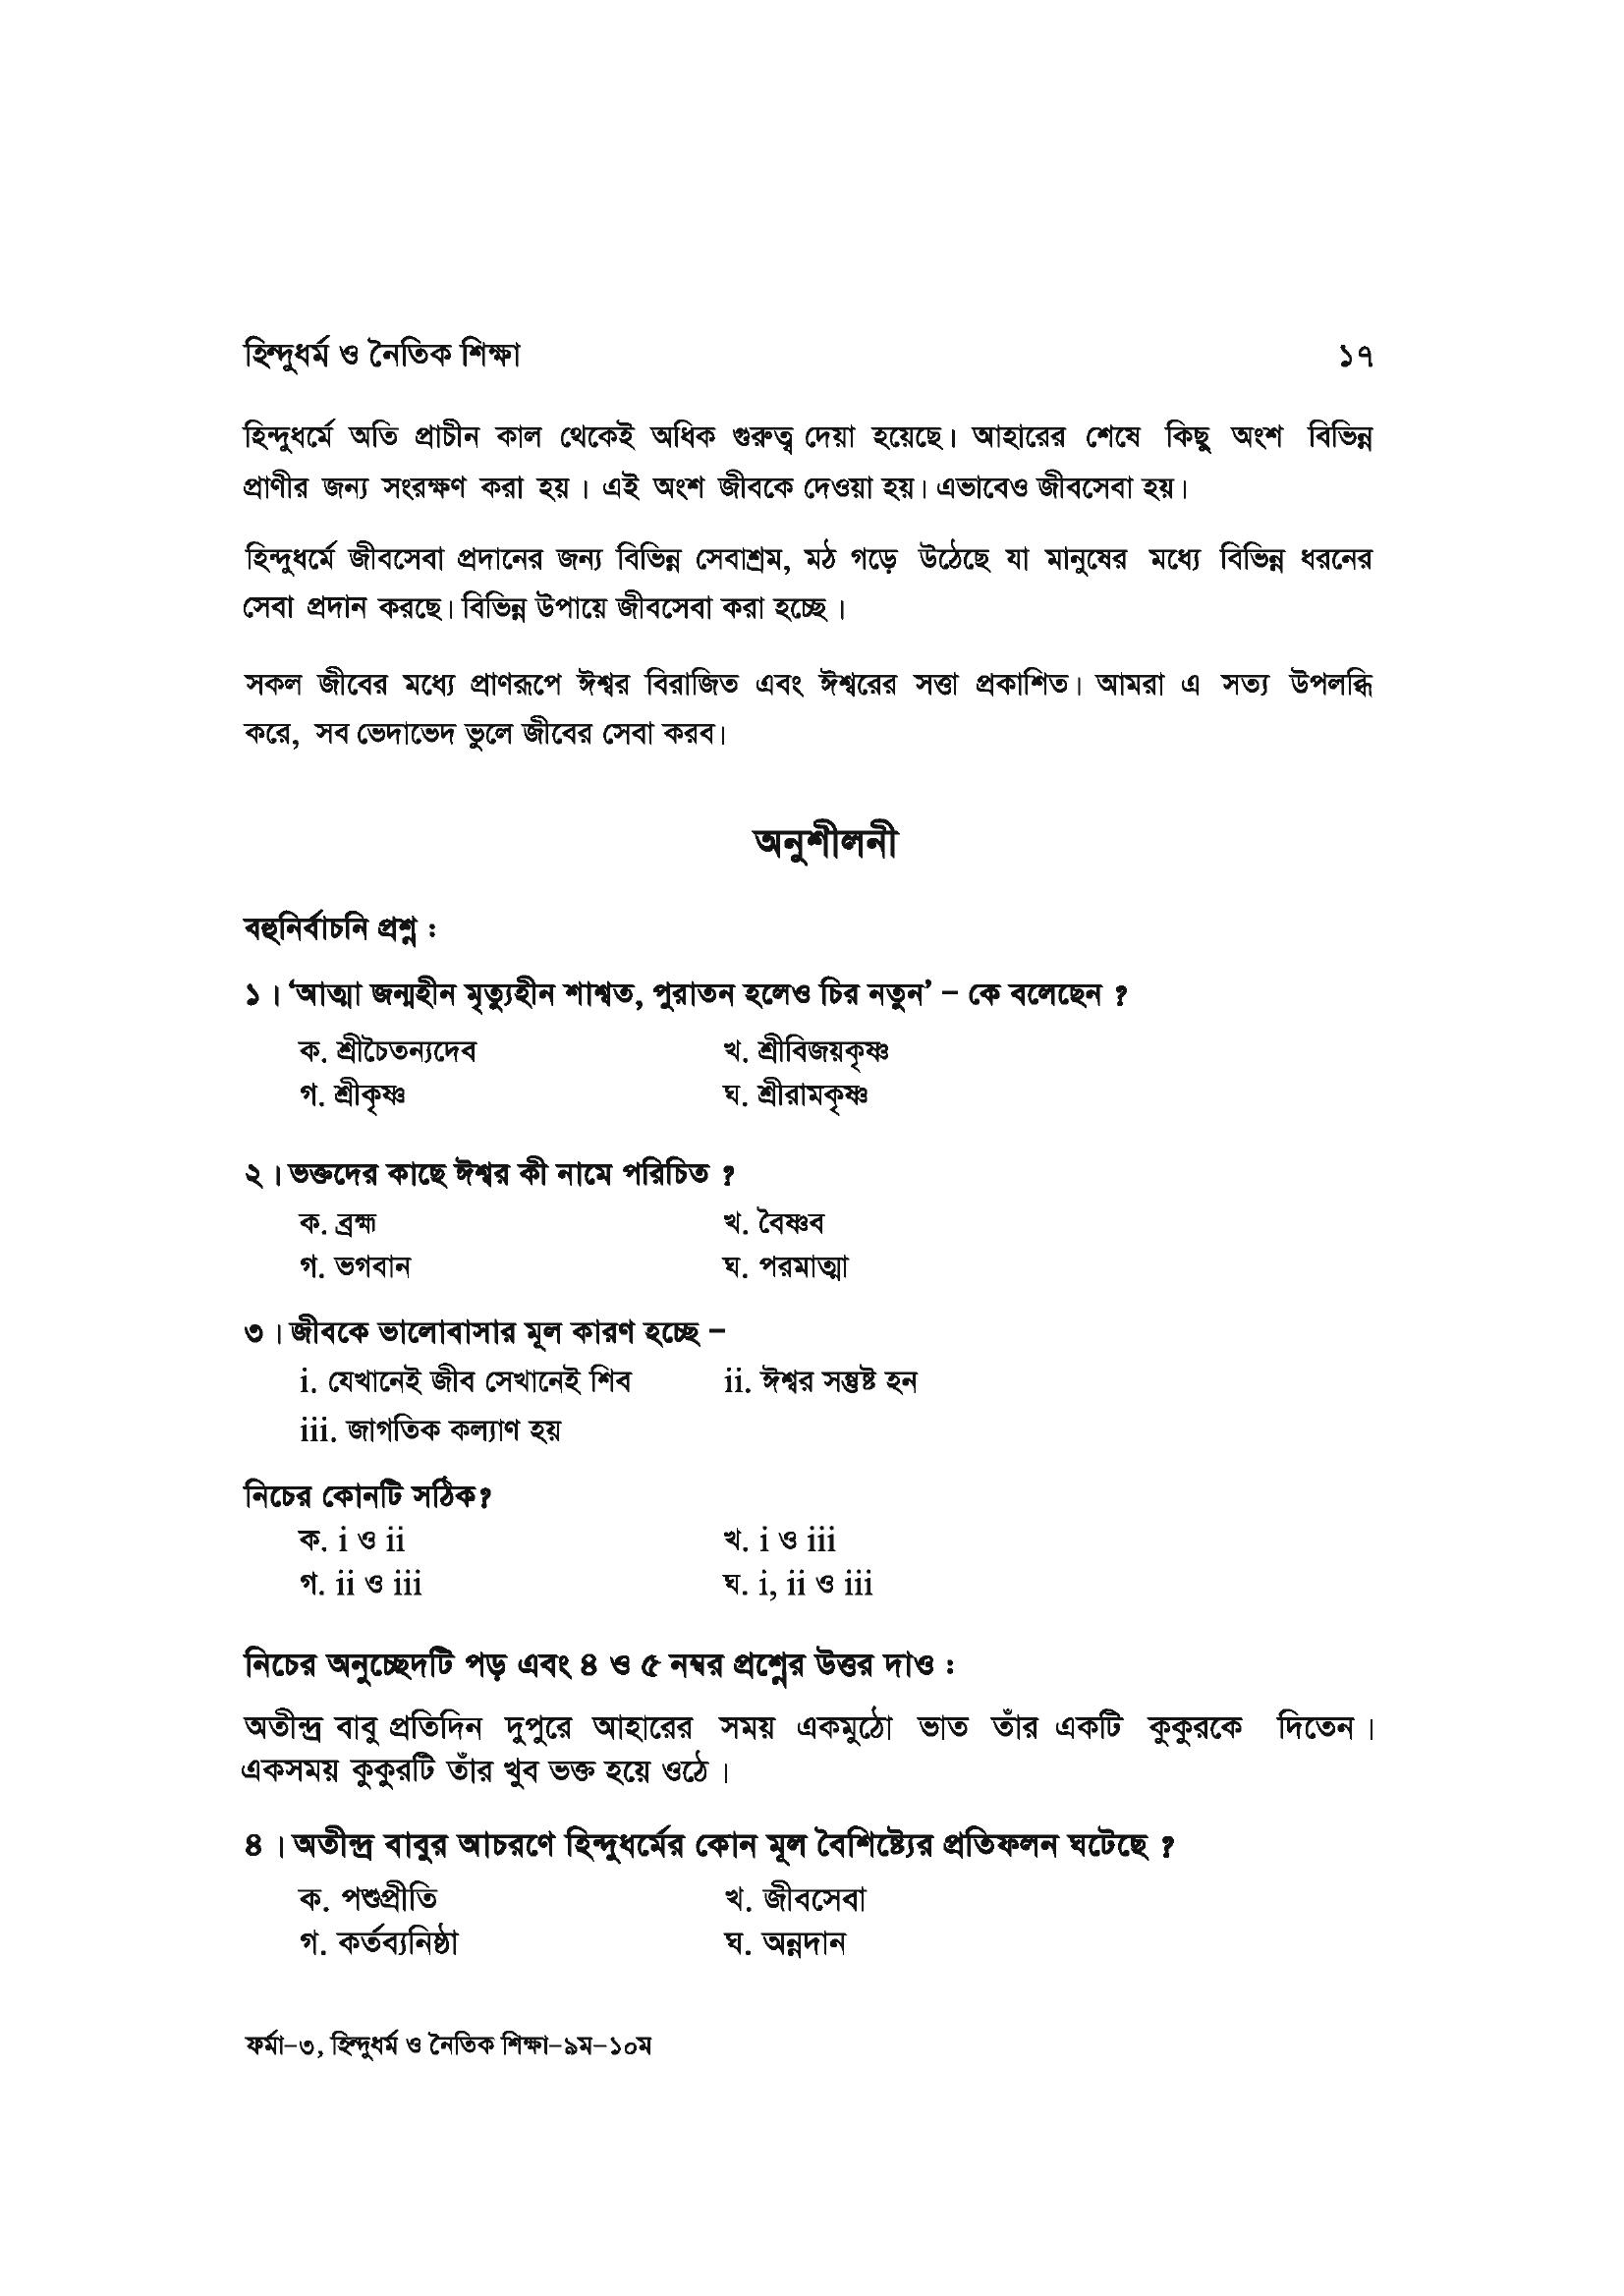 হিন্দুধর্ম ও নৈতিক শিক্ষা ১৭
হিন্দুধর্মে অতি প্রাচীন কাল থেকেই অধিক গুরুত্ব দেয়া হয়েছে। আহারের শেষে কিছু অংশ বিভিন্ন
প্রাণীর জন্য সংরক্ষণ করা হয় । এই অংশ জীবকে দেওয়া হয়। এভাবেও জীবসেবা হয়।
হিন্দুধর্মে জীবসেবা প্রদানের জন্য বিভিন্ন সেবাশ্রম, মঠ গড়ে উঠেছে যা মানুষের মধ্যে বিভিন্ন ধরনের
সেবা প্রদান করছে। বিভিন্ন উপায়ে জীবসেবা করা হচ্ছে ।
সকল জীবের মধ্যে প্রাণরূপে ঈশ্বর বিরাজিত এবং ঈশ্বরের সত্তা প্রকাশিত। আমরা এ সত্য উপলব্ধি
করে, সব ভেদাভেদ ভুলে জীবের সেবা করব।
অনুশীলনী
বহুনির্বাচনি প্রশ্ন :
১। ‘আত্মা জন্মহীন মৃত্যুহীন শাশ্বত, পুরাতন হলেও চির নতুন’ – কে বলেছেন ?
ক. শ্রীচৈতন্যদেব খ. শ্রীবিজয়কৃষ্ণ
গ. শ্রীকৃষ্ণ ঘ. শ্রীরামকৃষ্ণ
২। ভক্তদের কাছে ঈশ্বর কী নামে পরিচিত ?
ক. ব্রহ্ম খ. বৈষ্ণব
গ. ভগবান ঘ. পরমাত্মা
৩। জীবকে ভালোবাসার মূল কারণ হচ্ছে –
i. যেখানেই জীব সেখানেই শিব ii. ঈশ্বর সন্তুষ্ট হন
iii. জাগতিক কল্যাণ হয়
নিচের কোনটি সঠিক?
ক. i ও ii খ. i ও iii
গ. ii ও iii ঘ. i, ii ও iii
নিচের অনুচ্ছেদটি পড় এবং ৪ ও ৫ নম্বর প্রশ্নের উত্তর দাও :
অতীন্দ্র বাবু প্রতিদিন দুপুরে আহারের সময় একমুঠো ভাত তাঁর একটি কুকুরকে দিতেন ।
একসময় কুকুরটি তাঁর খুব ভক্ত হয়ে ওঠে ।
৪। অতীন্দ্র বাবুর আচরণে হিন্দুধর্মের কোন মূল বৈশিষ্ট্যের প্রতিফলন ঘটেছে ?
ক. পশুপ্রীতি খ. জীবসেবা
গ. কর্তব্যনিষ্ঠা ঘ. অন্নদান
ফর্মা–৩, হিন্দুধর্ম ও নৈতিক শিক্ষা–৯ম–১০ম